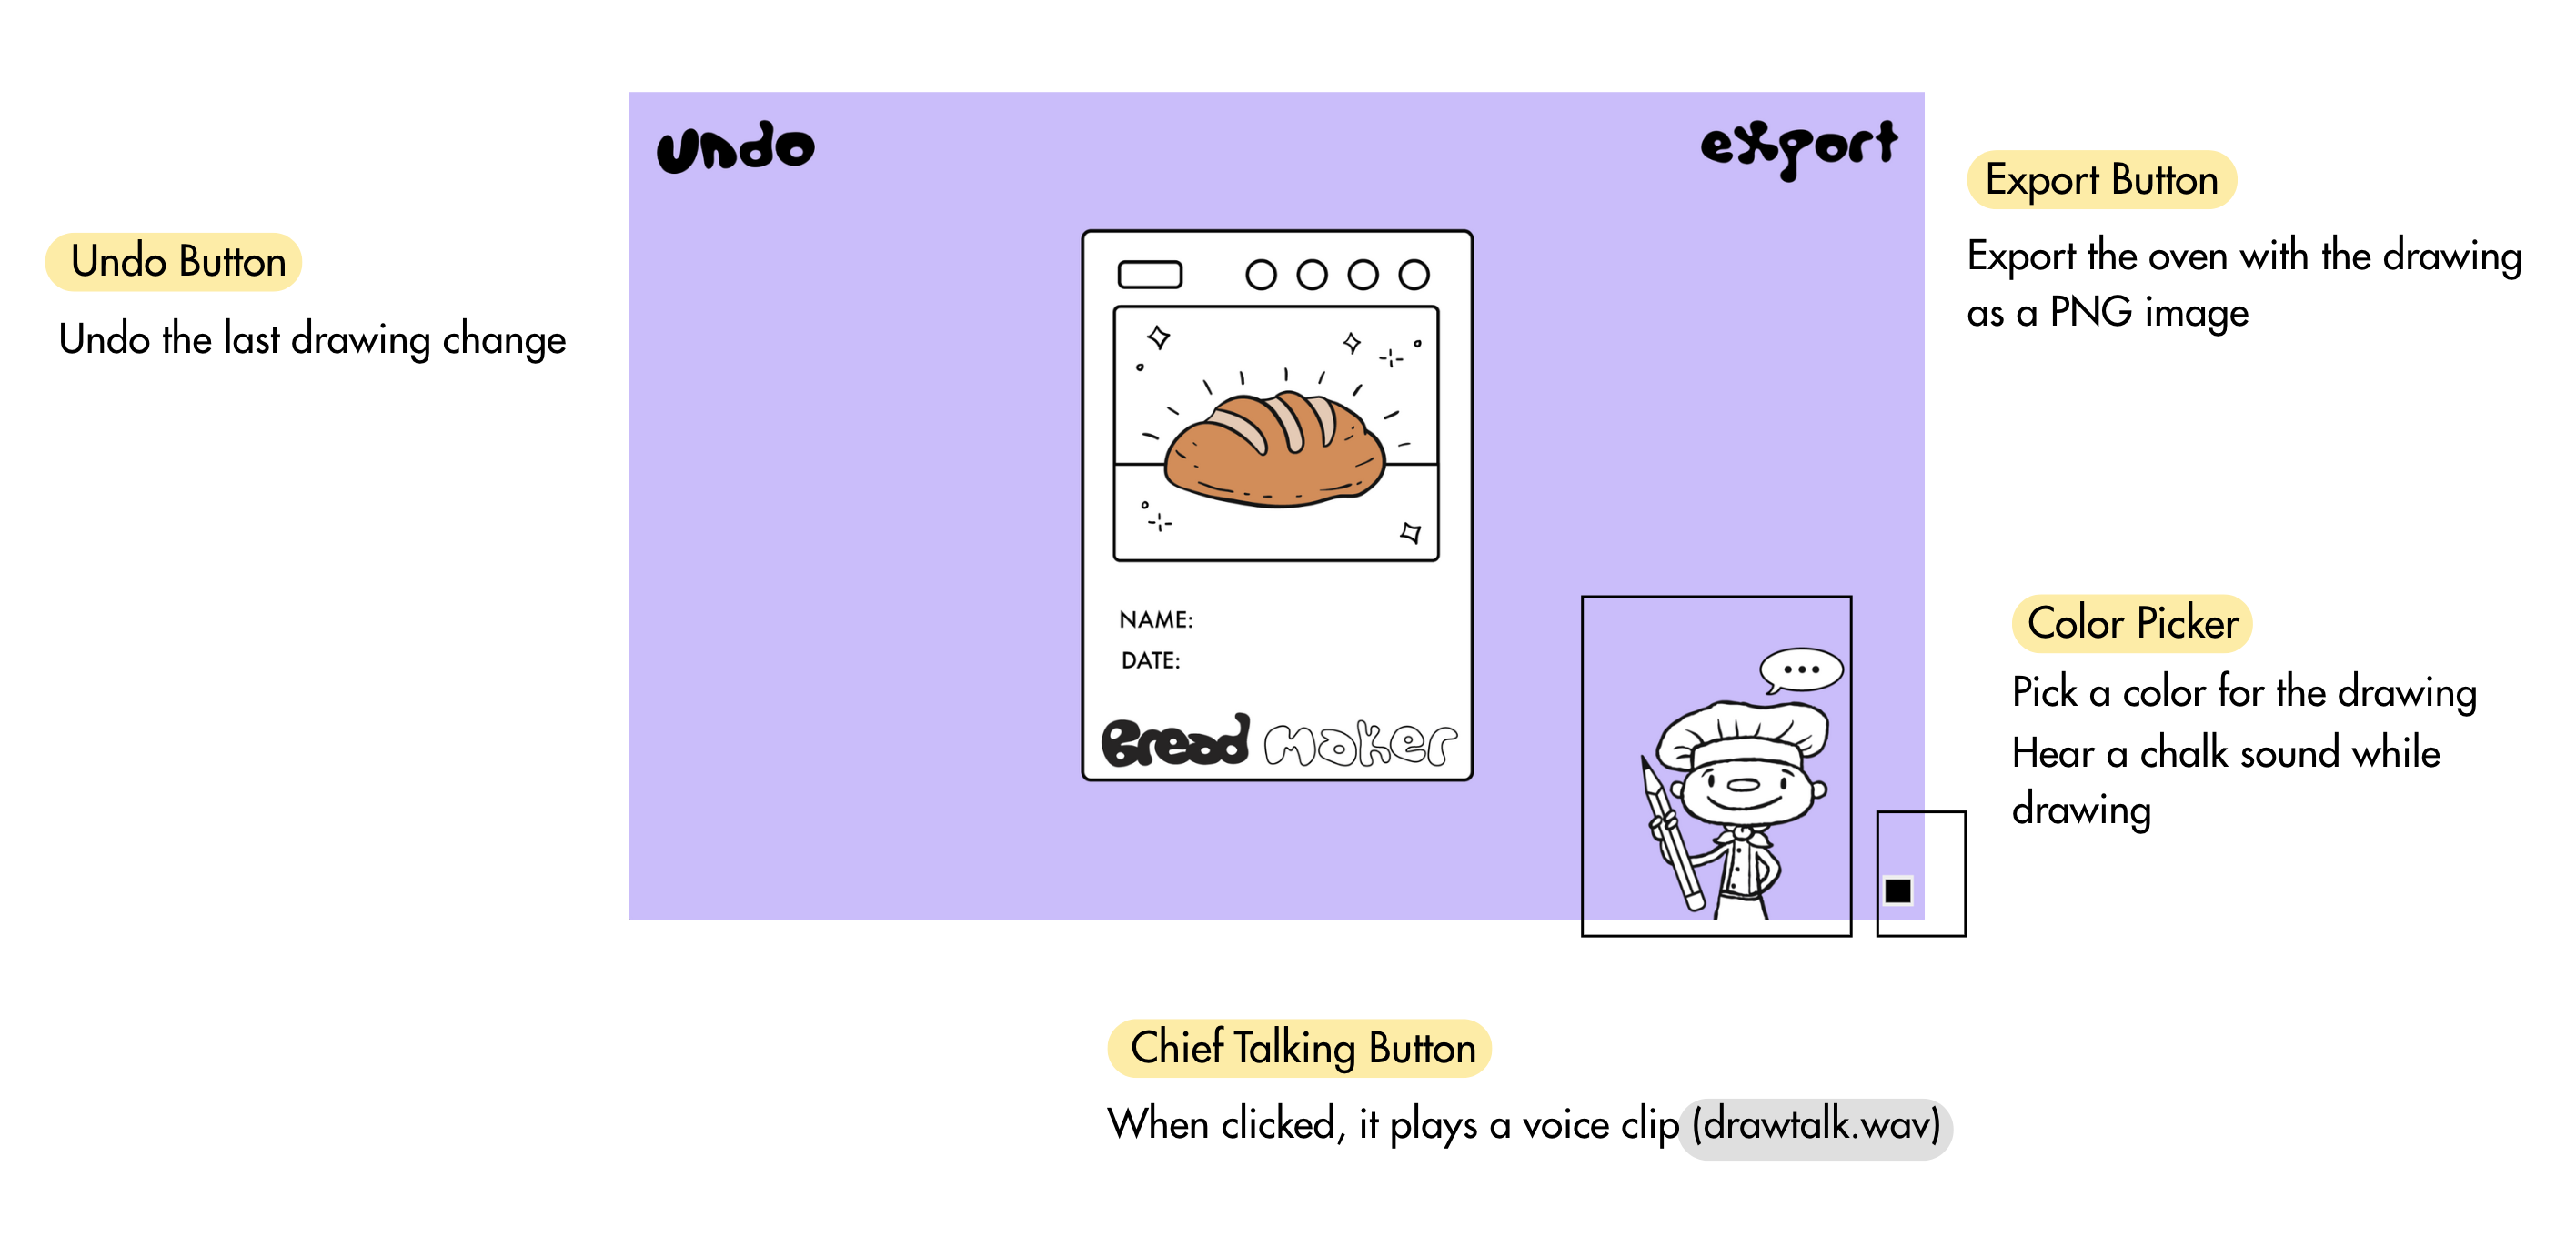 undo
export
Export Button
Export the oven with the drawing
as a PNG image
Undo Button
Undo the last drawing change
NAME:
DATE:
Bread maker
Color Picker
Pick a color for the drawing
Hear a chalk sound while
drawing
Chief Talking Button
When clicked, it plays a voice clip (drawtalk.wav)